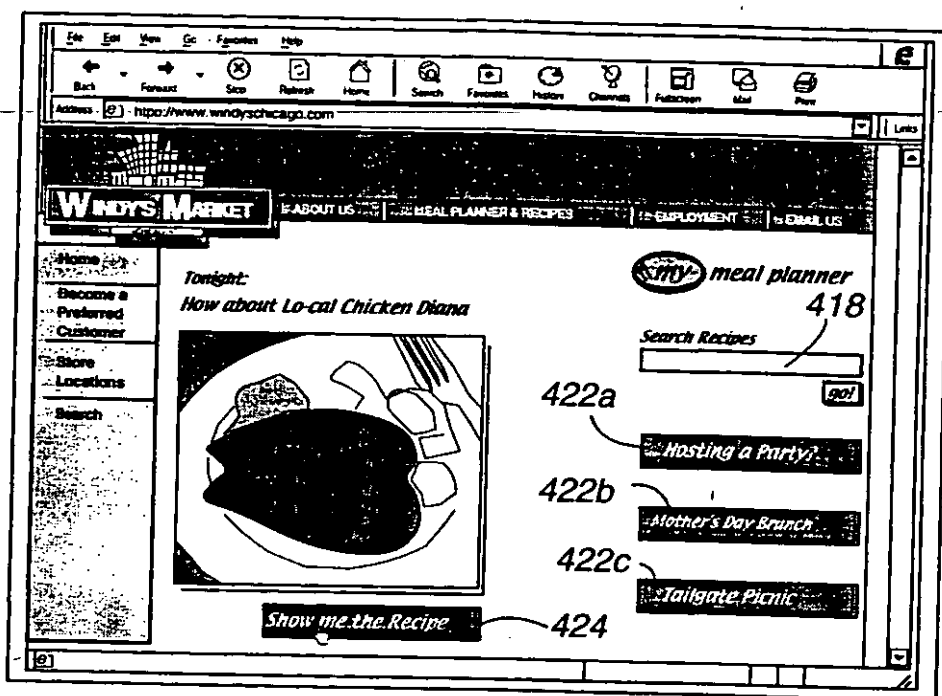 File Edit View Go Favorites Help
Back Forward Stop Refresh Home Search Favorites History Channels Fullscreen Mail Print
Address htpo://www.windyschicago.com Links
WINDYS MARKET
ABOUT US MEAL PLANNER & RECIPES EMPLOYMENT EMAIL US
Home
Become a
Preferred
Customer
Store
Locations
Search
Tonight:
How about Lo-cal Chicken Diana
my meal planner
418
Search Recipes
go!
422a
Hosting a Party?
422b
Mother's Day Brunch
422c
Tailgate Picnic
Show me the Recipe
424